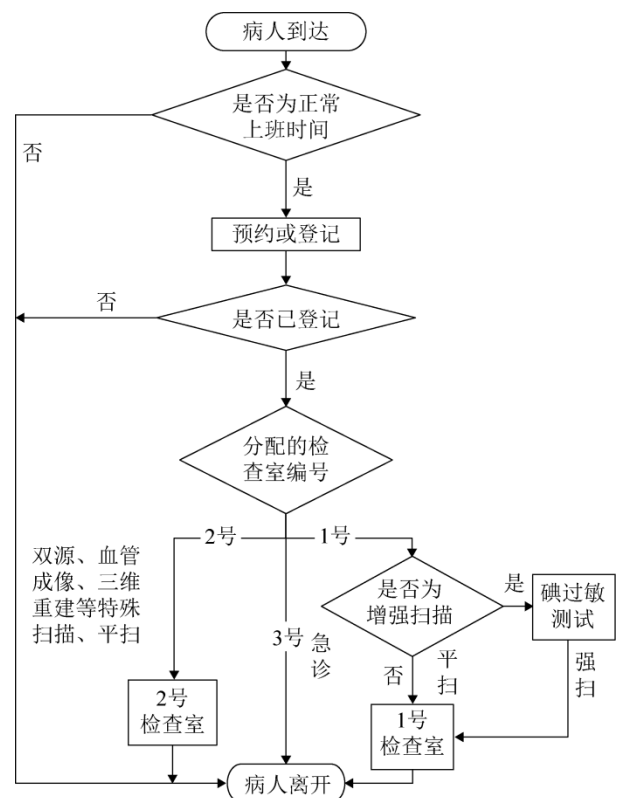 病人到达
是否为正常
上班时间
否
是
预约或登记
否
是否已登记
是
分配的检
查室编号
2号
1号
双源、血管
成像、三维
重建等特殊
扫描、平扫
3号
急诊
是否为
增强扫描
是
碘过敏
测试
否
平扫
强扫
2号
检查室
1号
检查室
病人离开